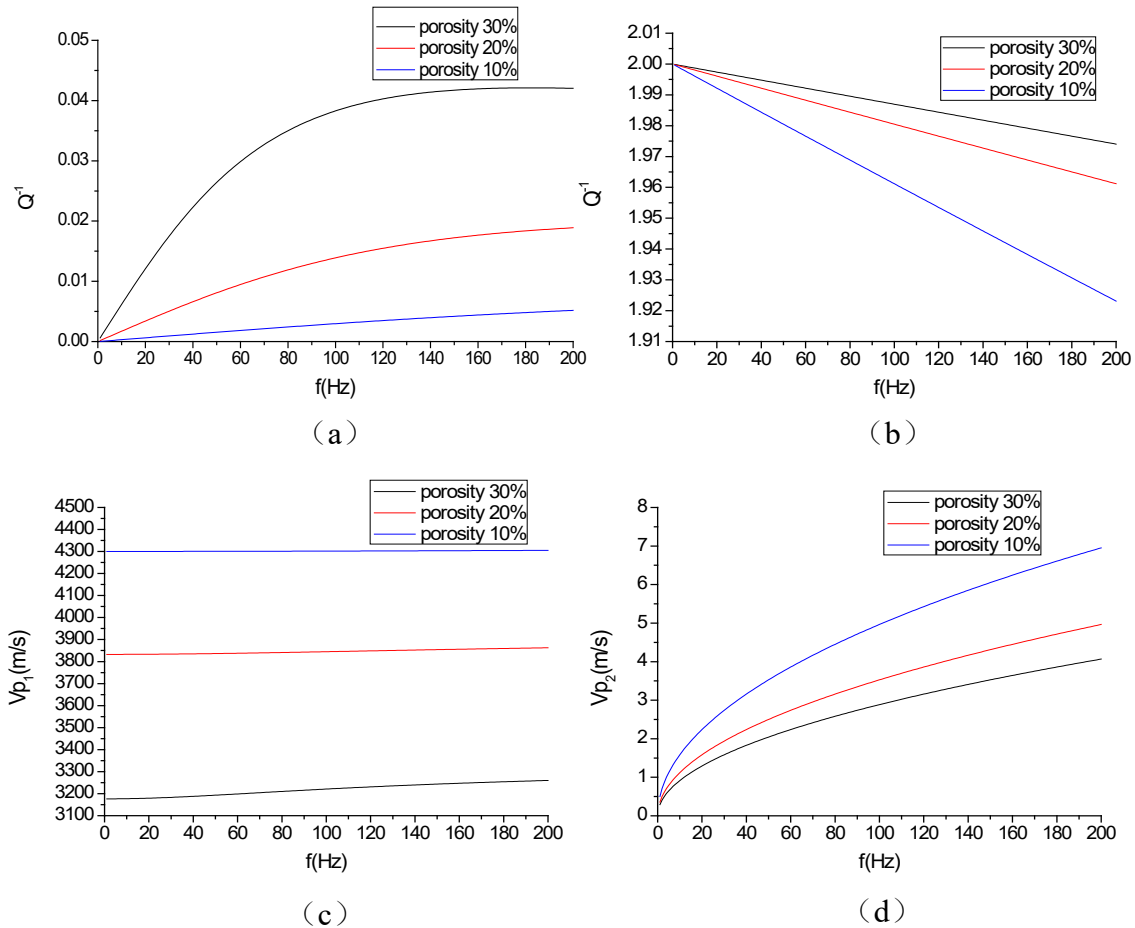 porosity 30%
porosity 20%
porosity 10%
0.05
0.04
0.03
0.02
0.01
0.00
Q-1
0 20 40 60 80 100 120 140 160 180 200
f(Hz)
(a)
porosity 30%
porosity 20%
porosity 10%
2.01
2.00
1.99
1.98
1.97
1.96
1.95
1.94
1.93
1.92
1.91
Q-1
0 20 40 60 80 100 120 140 160 180 200
f(Hz)
(b)
porosity 30%
porosity 20%
porosity 10%
4500
4400
4300
4200
4100
4000
3900
3800
3700
3600
3500
3400
3300
3200
3100
Vp1(m/s)
0 20 40 60 80 100 120 140 160 180 200
f(Hz)
(c)
porosity 30%
porosity 20%
porosity 10%
8
7
6
5
4
3
2
1
0
Vp2(m/s)
0 20 40 60 80 100 120 140 160 180 200
f(Hz)
(d)